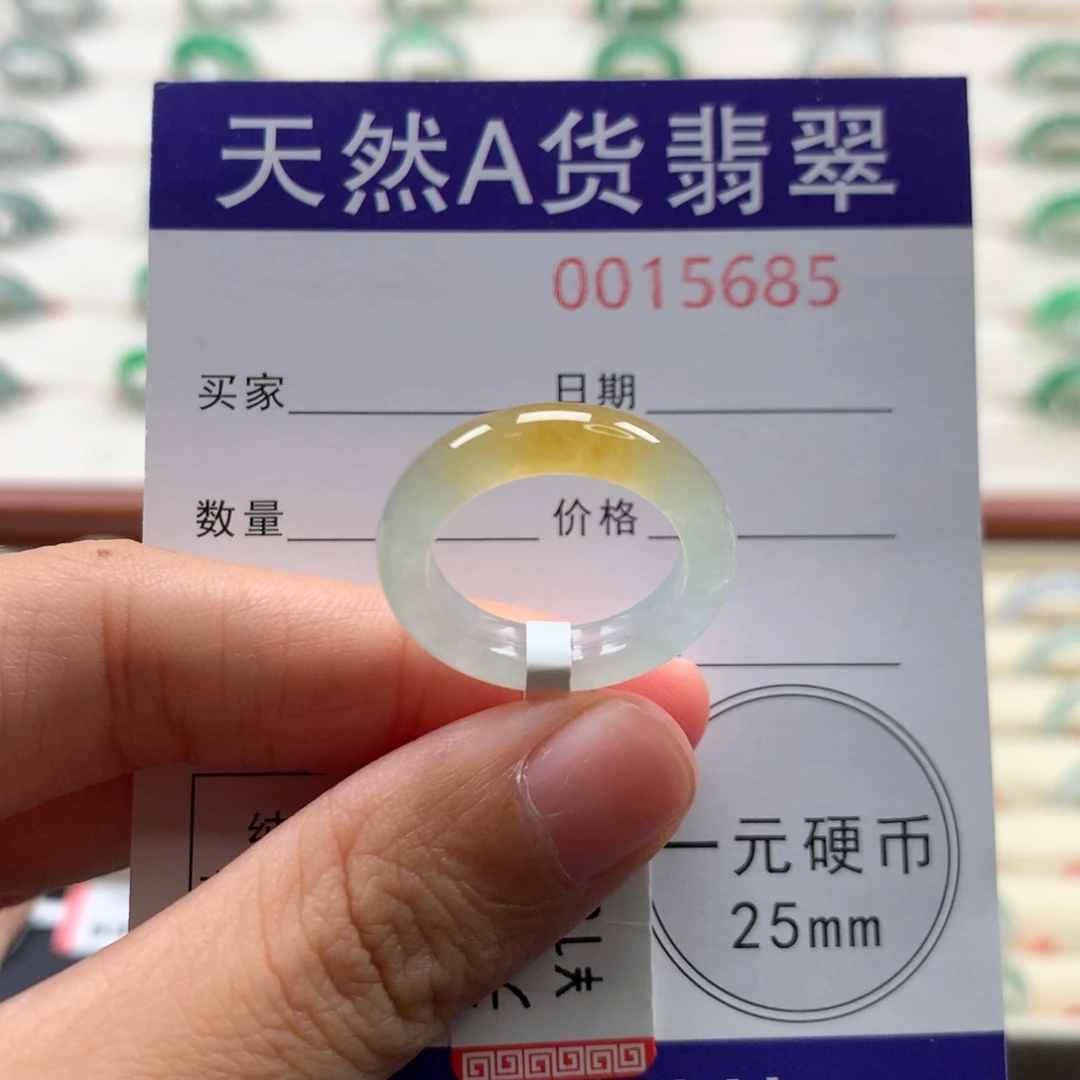 天然A货翡翠
0015685
买家 日期
数量 价格
一元硬币
25mm